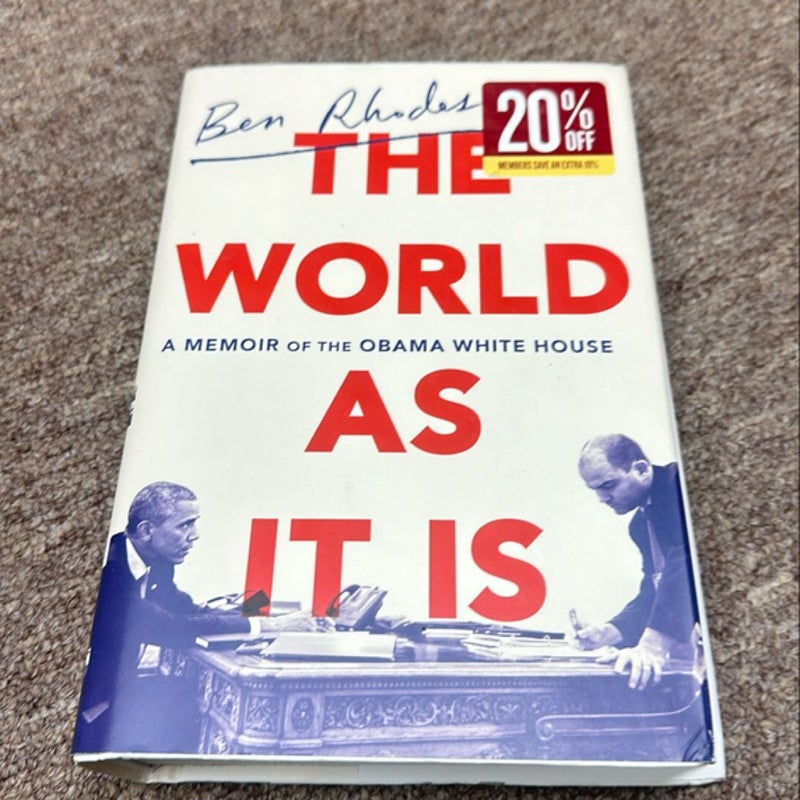 Ben Rhodes
20% OFF
MEMBERS SAVE AN EXTRA 10%
THE
WORLD
A MEMOIR OF THE OBAMA WHITE HOUSE
AS
IT IS